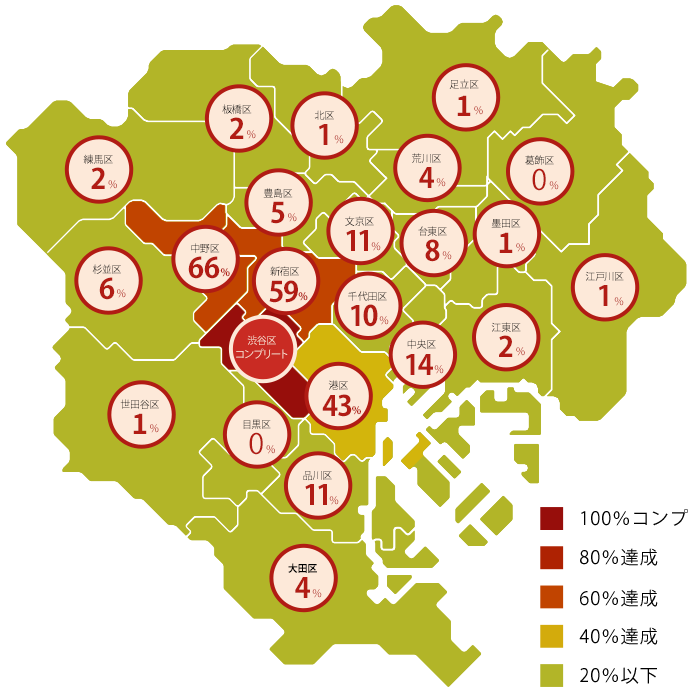 足立区
1%
板橋区
2%
北区
1%
練馬区
2%
荒川区
4%
葛飾区
0%
豊島区
5%
文京区
11%
台東区
8%
墨田区
1%
中野区
66%
新宿区
59%
杉並区
6%
千代田区
10%
江戸川区
1%
渋谷区
コンプリート
中央区
14%
江東区
2%
港区
43%
世田谷区
1%
目黒区
0%
品川区
11%
大田区
4%
100%コンプ
80%達成
60%達成
40%達成
20%以下